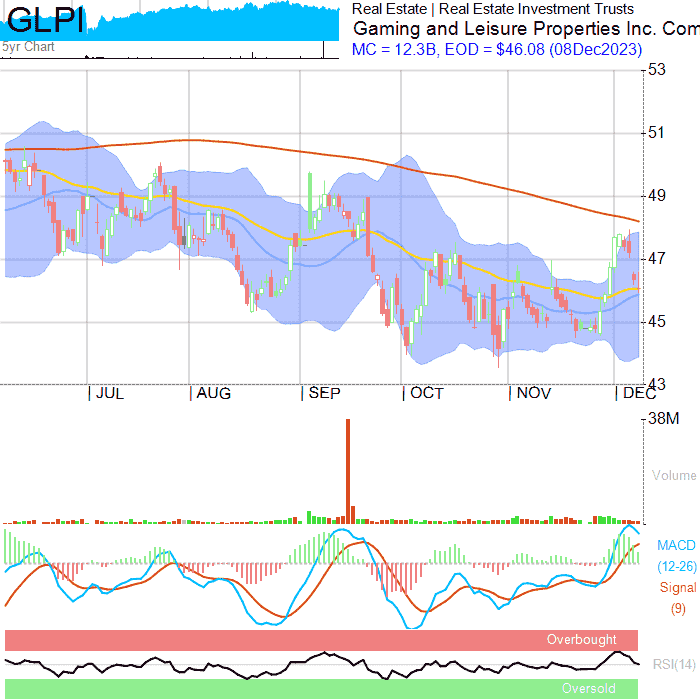 GLPI
5yr Chart
Real Estate | Real Estate Investment Trusts
Gaming and Leisure Properties Inc. Com
MC = 12.3B, EOD = $46.08 (08Dec2023)
53
51
49
47
45
43
JUL AUG SEP OCT NOV DEC
38M
Volume
MACD
(12-26)
Signal
(9)
Overbought
RSI(14)
Oversold